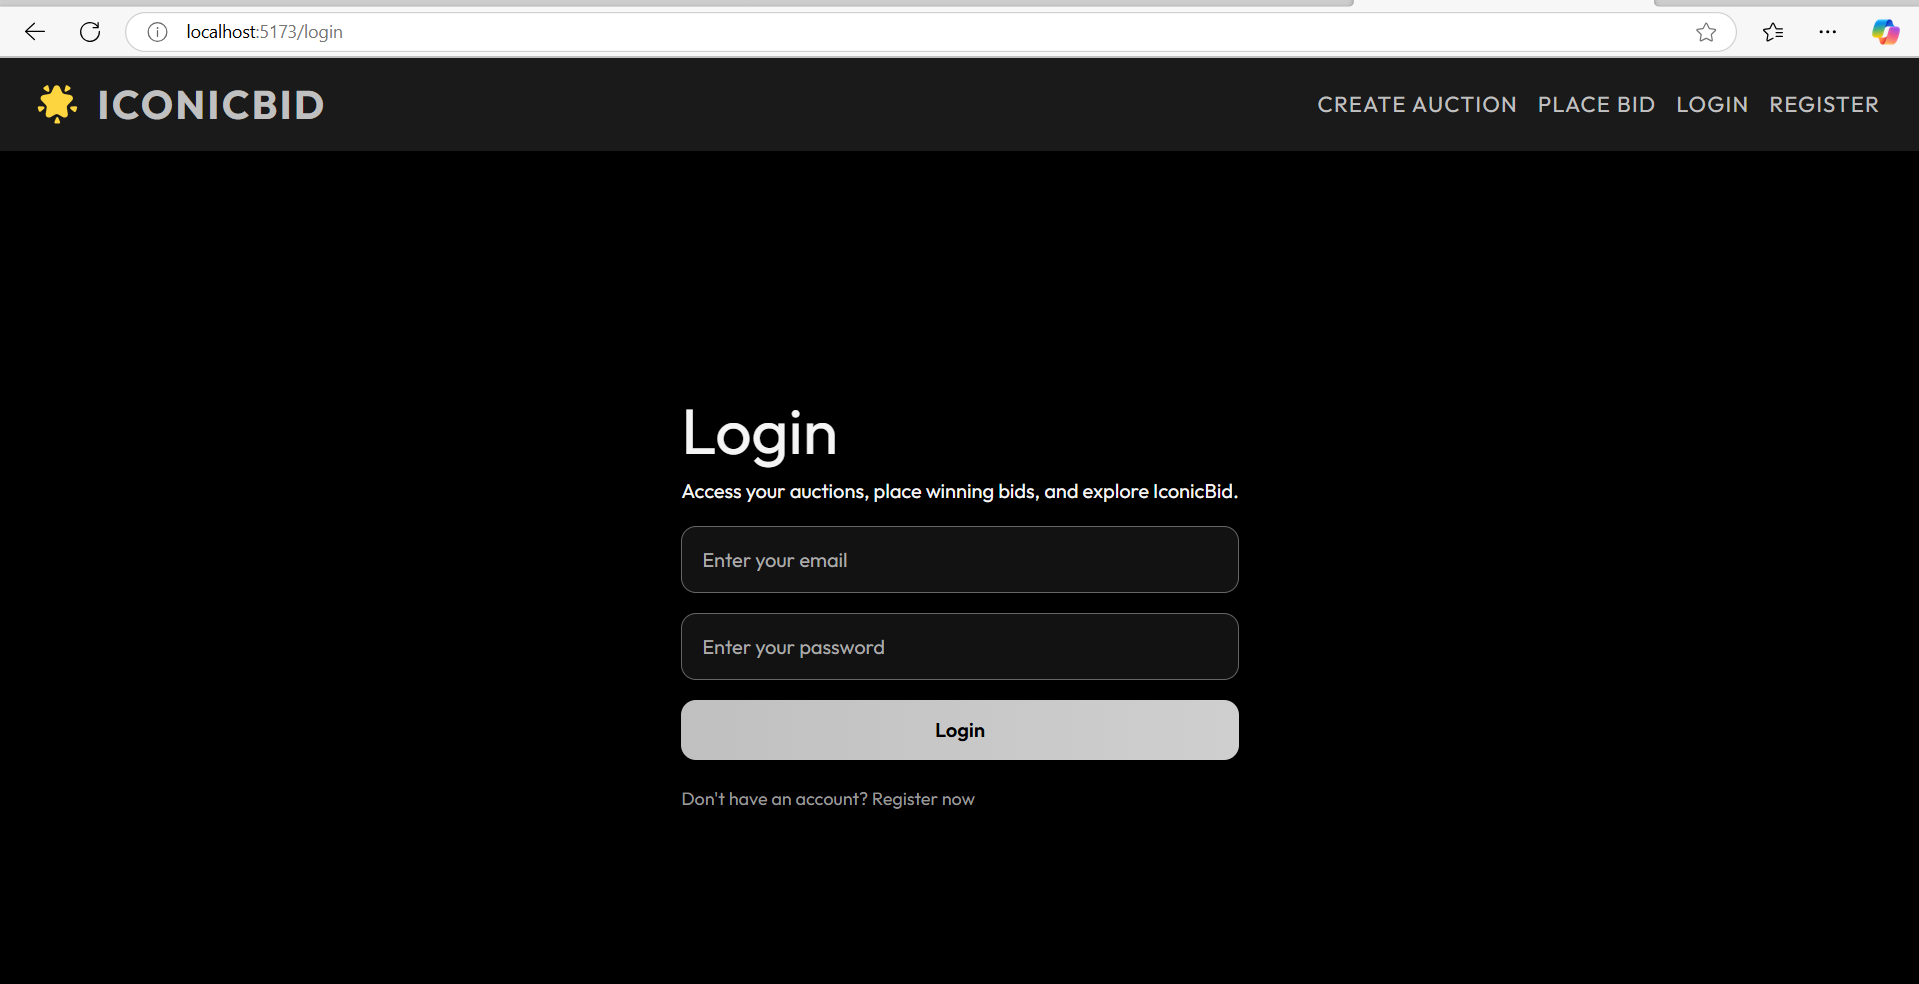 localhost:5173/login
ICONICBID
CREATE AUCTION PLACE BID LOGIN REGISTER
Login
Access your auctions, place winning bids, and explore IconicBid.
Enter your email
Enter your password
Login
Don't have an account? Register now